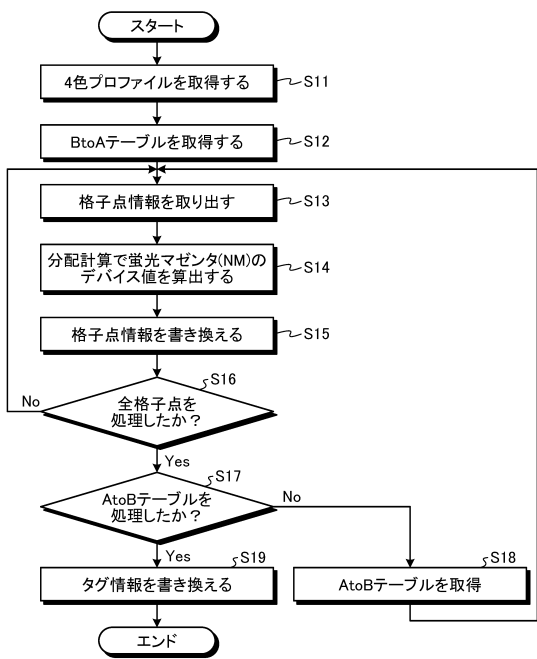 スタート
4色プロファイルを取得する
S11
BtoAテーブルを取得する
S12
格子点情報を取り出す
S13
分配計算で蛍光マゼンタ(NM)の
デバイス値を算出する
S14
格子点情報を書き換える
S15
S16
全格子点を
処理したか？
No
Yes
S17
AtoBテーブルを
処理したか？
No
Yes
S19
タグ情報を書き換える
S18
AtoBテーブルを取得
エンド